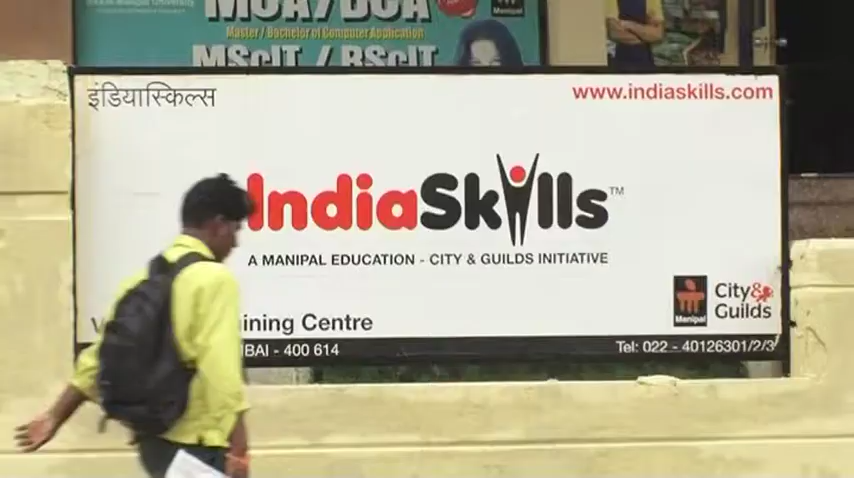 MCA/BCA
Master / Bachelor of Computer Application
MScIT / BScIT
Manipal
इंडियास्किल्स
www.indiaskills.com
IndiaSkills™
A MANIPAL EDUCATION - CITY & GUILDS INITIATIVE
Manipal
City&
Guilds
ining Centre
BAI - 400 614
Tel: 022 - 40126301/2/3